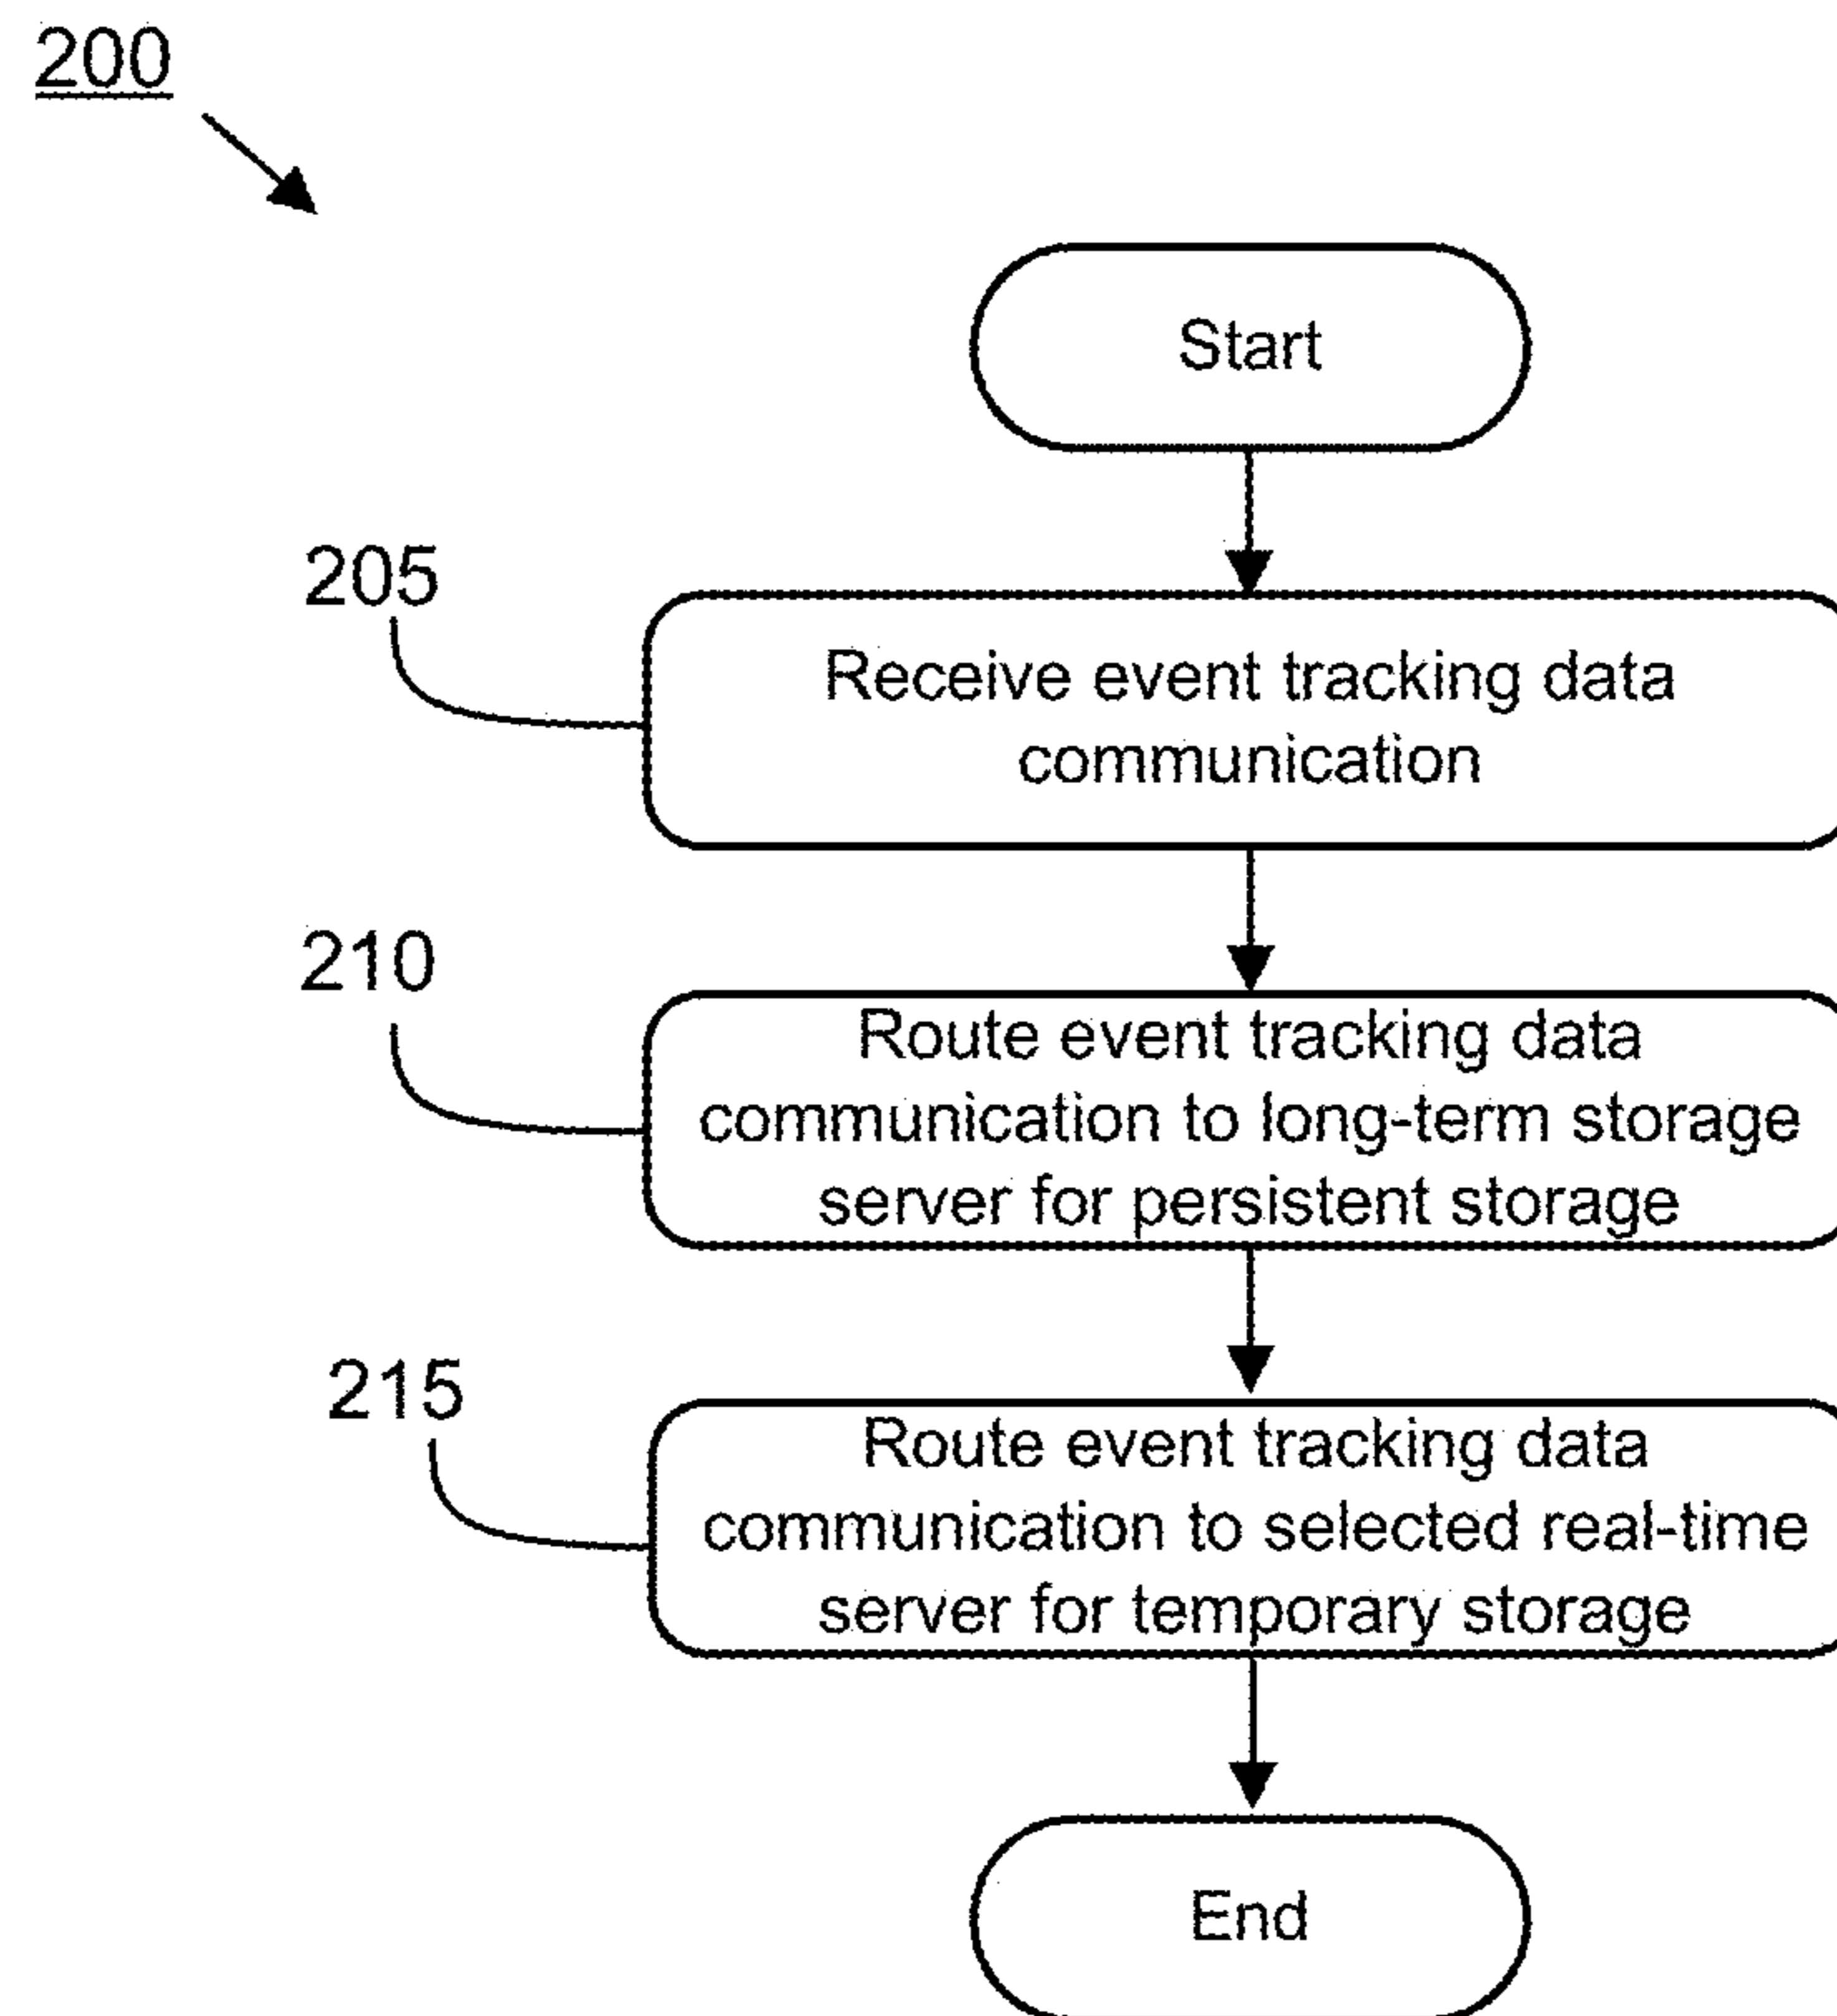 200
Start
205
Receive event tracking data
communication
210
Route event tracking data
communication to long-term storage
server for persistent storage
215
Route event tracking data
communication to selected real-time
server for temporary storage
End